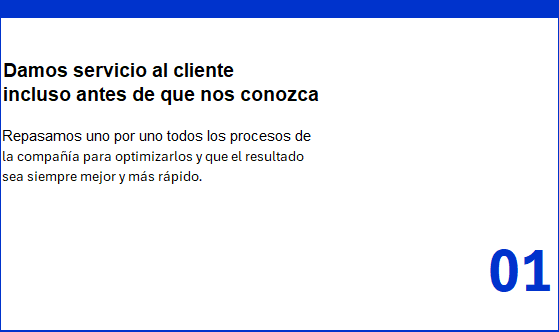 Damos servicio al cliente
incluso antes de que nos conozca
Repasamos uno por uno todos los procesos de
la compañía para optimizarlos y que el resultado
sea siempre mejor y más rápido.
01